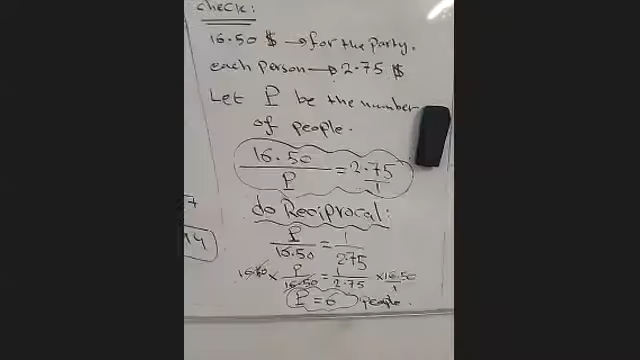 check:
16.50 $ → for the Party.
each person → 2.75 $
Let P be the number
of people.
16.50/P = 2.75/1
do Reciprocal:
P/16.50 = 1/2.75
16.50 × P/16.50 = 1/2.75 × 16.50/1
P = 6 people.